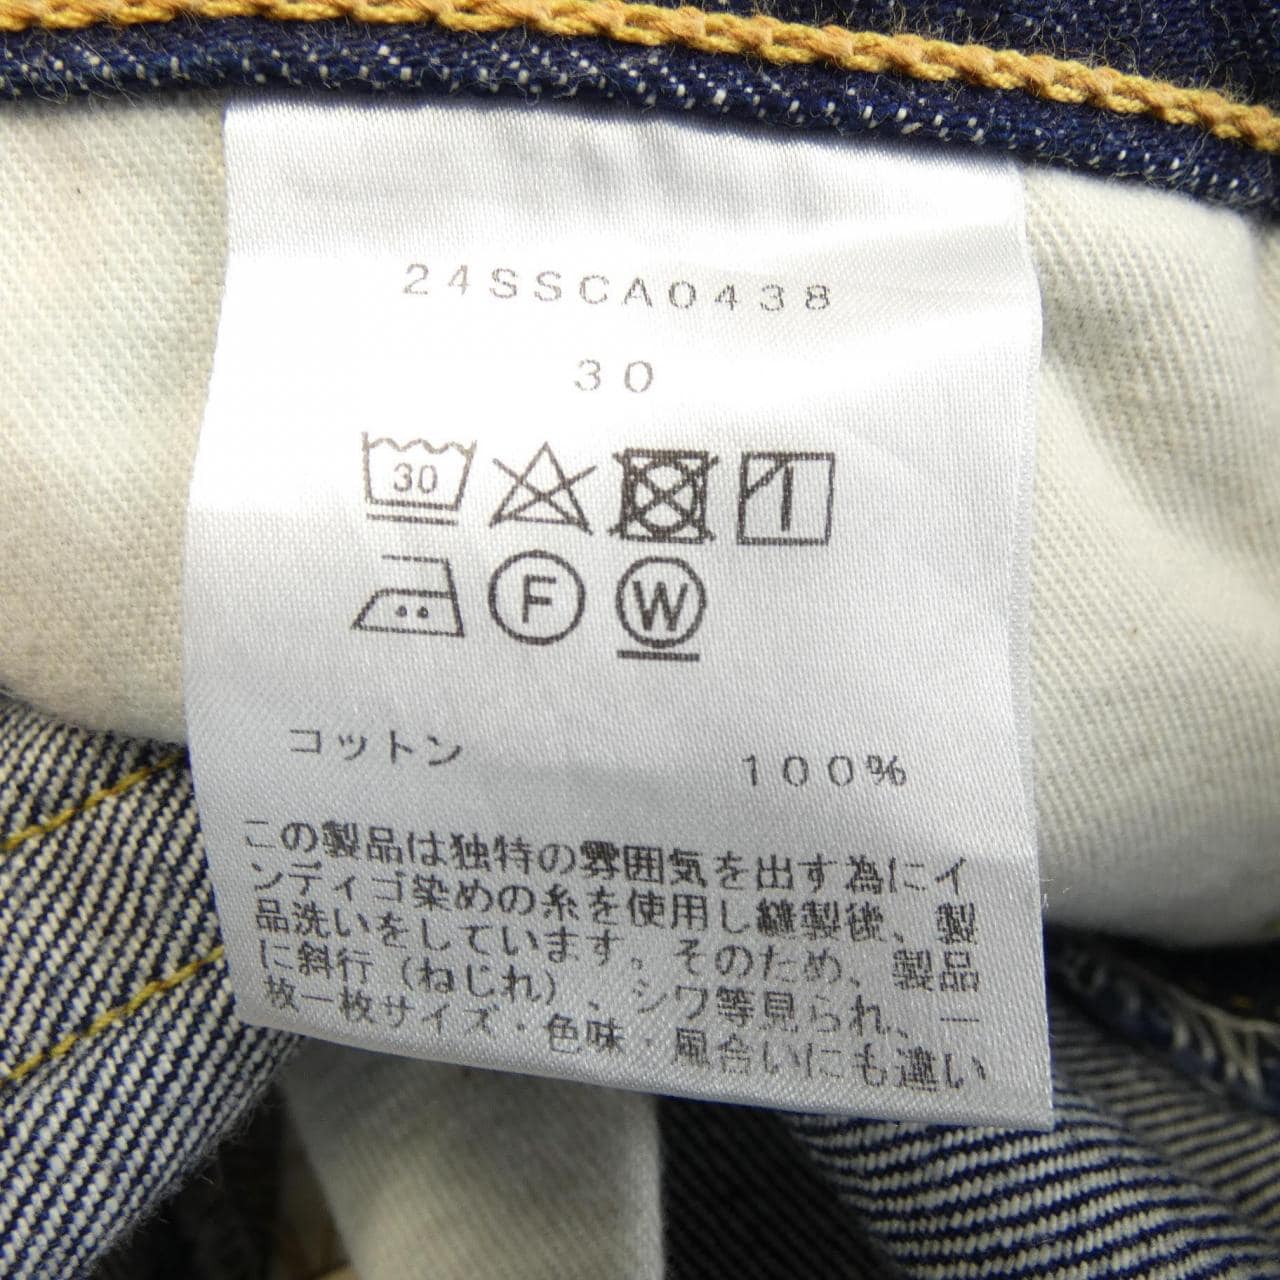 24SSCA0438
30
30
F
W
コットン 100%
この製品は独特の雰囲気を出す為にイ
ンディゴ染めの糸を使用し縫製後、製
品洗いをしています。そのため、製品
に斜行（ねじれ）、シワ等見られ、一
枚一枚サイズ・色味・風合いにも違い